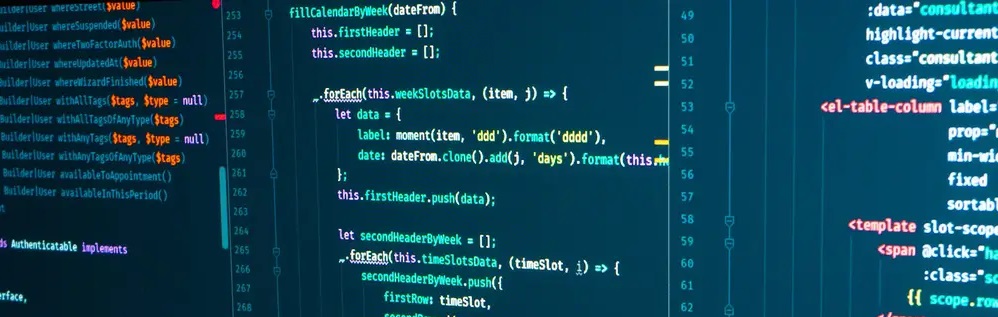 uilder|User whereStreet($value)
uilder|User whereSuspended($value)
uilder|User whereTwoFactorAuth($value)
uilder|User whereUpdatedAt($value)
uilder|User whereWizardFinished($value)
uilder|User withAllTags($tags, $type = null)
Builder|User withAllTagsOfAnyType($tags)
Builder|User withAnyTags($tags, $type = null)
Builder|User withAnyTagsOfAnyType($tags)
Builder|User availableToAppointment()
Builder|User availableInThisPeriod()
ds Authenticatable implements
erface,
253 fillCalendarByWeek(dateFrom) {
254 this.firstHeader = [];
255 this.secondHeader = [];
256
257 _.forEach(this.weekSlotsData, (item, j) => {
258 let data = {
259 label: moment(item, 'ddd').format('dddd'),
260 date: dateFrom.clone().add(j, 'days').format(this.
261 };
262 this.firstHeader.push(data);
263
264 let secondHeaderByWeek = [];
265 _.forEach(this.timeSlotsData, (timeSlot, i) => {
266 secondHeaderByWeek.push({
267 firstRow: timeSlot,
268
49 :data="consultant
50 highlight-current
51 class="consultant
52 v-loading="loadin
53 <el-table-column label=
54 prop="
55 min-wid
56 fixed
57 sortabl
58 <template slot-scope
59 <span @click="ha
60 :class="sc
61 {{ scope.row
62